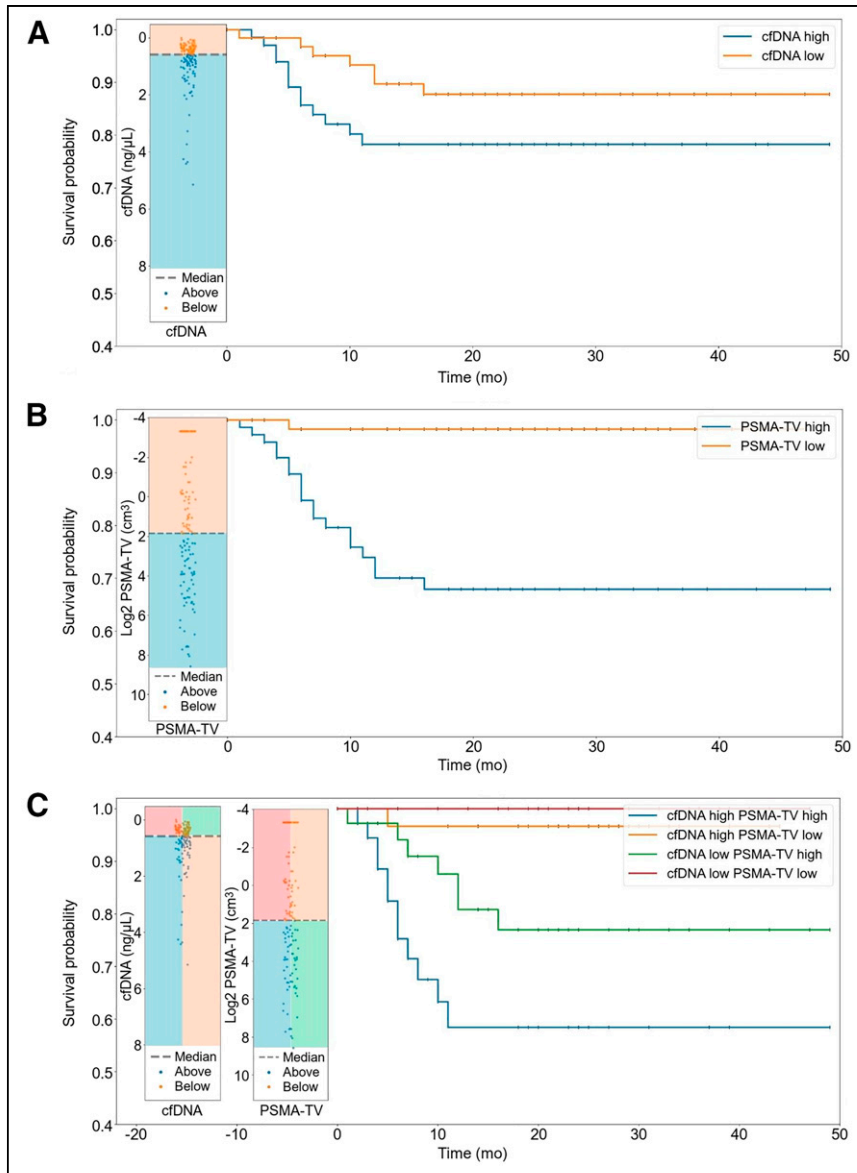 A
1.0
0.9
0.8
0.7
0.6
0.5
0.4
Survival probability
0
2
4
6
8
cfDNA (ng/µL)
Median
Above
Below
cfDNA
cfDNA high
cfDNA low
0
10
20
30
40
50
Time (mo)
B
1.0
0.9
0.8
0.7
0.6
0.5
0.4
Survival probability
-4
-2
0
2
4
6
8
10
Log2 PSMA-TV (cm³)
Median
Above
Below
PSMA-TV
PSMA-TV high
PSMA-TV low
0
10
20
30
40
50
Time (mo)
C
1.0
0.9
0.8
0.7
0.6
0.5
0.4
Survival probability
0
2
4
6
8
cfDNA (ng/µL)
Median
Above
Below
cfDNA
-4
-2
0
2
4
6
8
10
Log2 PSMA-TV (cm³)
Median
Above
Below
PSMA-TV
cfDNA high PSMA-TV high
cfDNA high PSMA-TV low
cfDNA low PSMA-TV high
cfDNA low PSMA-TV low
-20
-10
0
10
20
30
40
50
Time (mo)